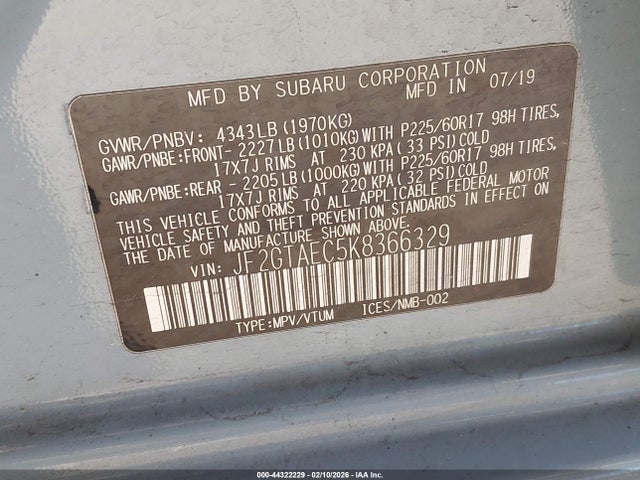 MFD BY SUBARU CORPORATION
MFD IN 07/19
GVWR/PNBV: 4343LB (1970KG)
GAWR/PNBE:FRONT- 2227LB (1010KG) WITH P225/60R17 98H TIRES,
17X7J RIMS AT 230 KPA (33 PSI) COLD
GAWR/PNBE:REAR - 2205LB (1000KG) WITH P225/60R17 98H TIRES,
17X7J RIMS AT 220 KPA (32 PSI) COLD
THIS VEHICLE CONFORMS TO ALL APPLICABLE FEDERAL MOTOR
VEHICLE SAFETY AND THEFT PREVENTION STANDARDS IN EFFECT ON
THE DATE OF MANUFACTURE SHOWN ABOVE.
VIN: JF2GTAEC5K8366329
TYPE:MPV/VTUM ICES/NMB-002
000-44322229 - 02/10/2026 - IAA Inc.